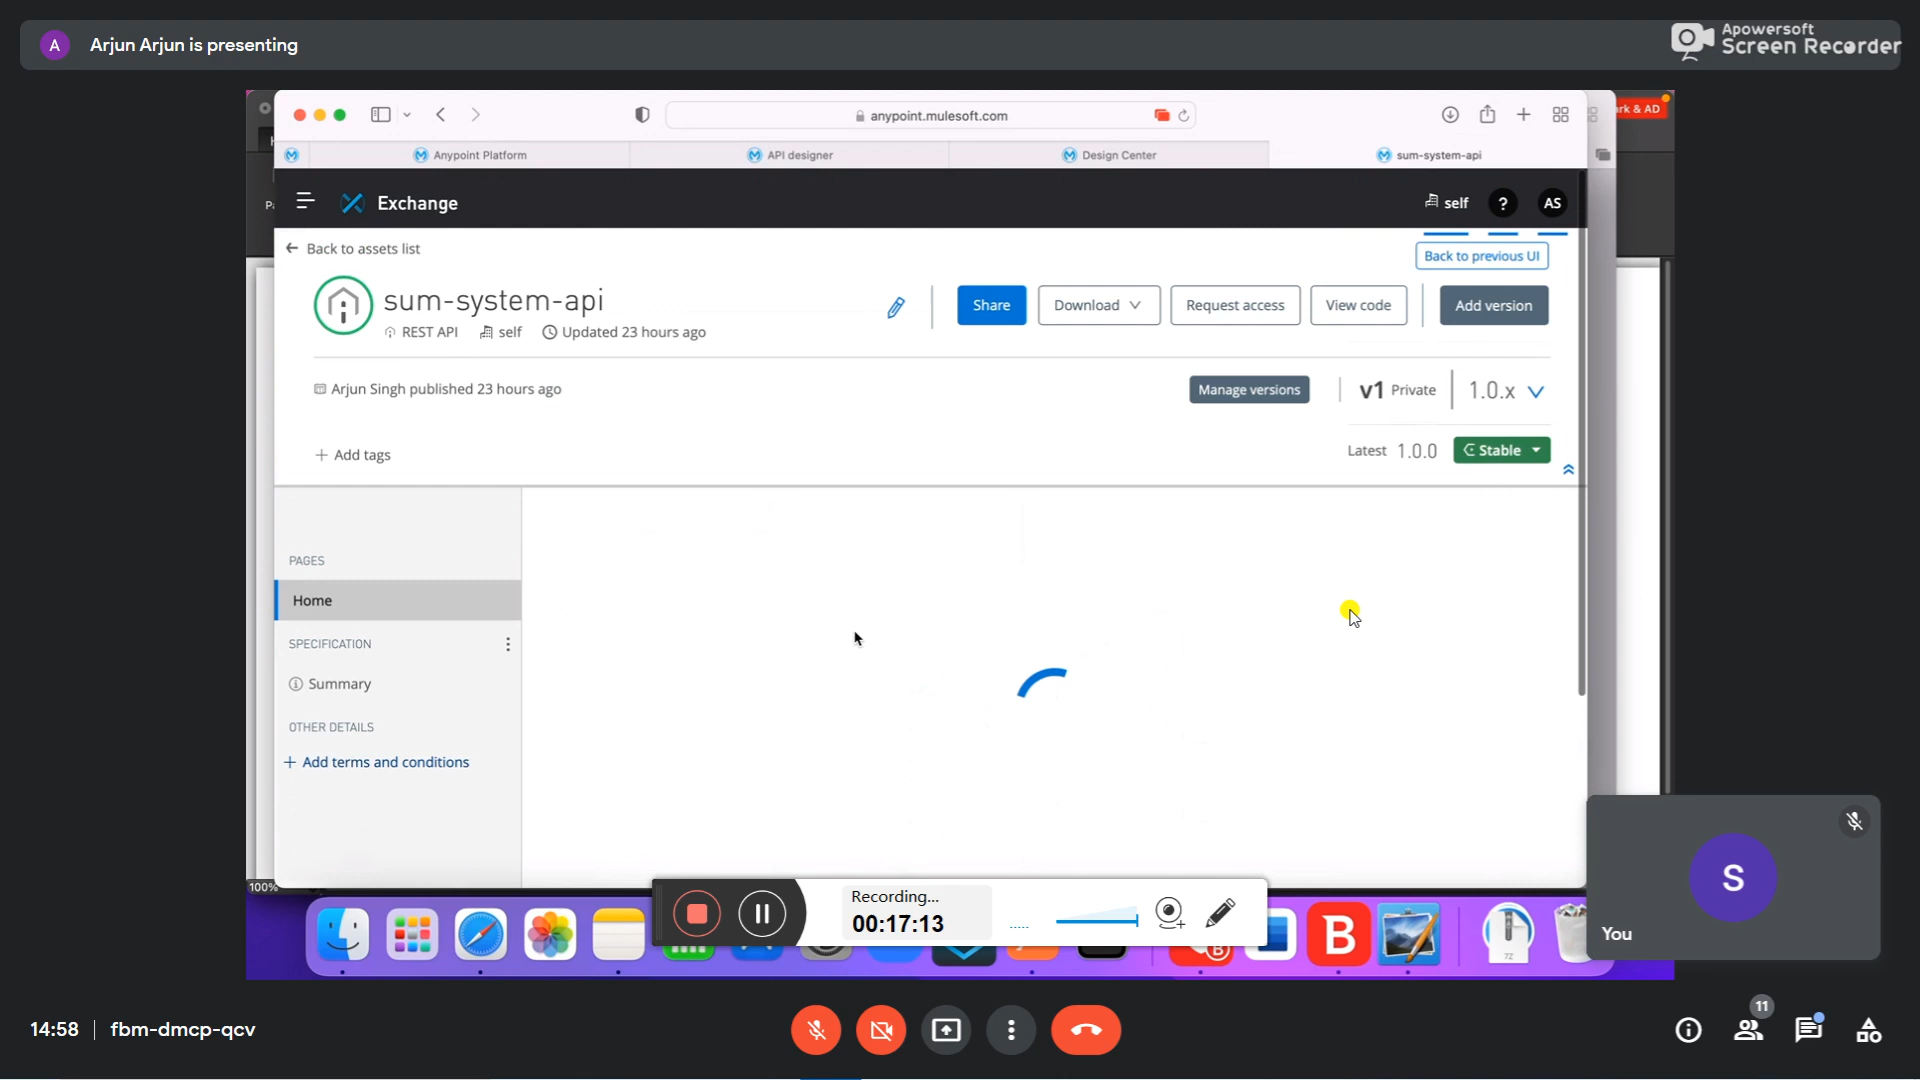 A Arjun Arjun is presenting
Apowersoft
Screen Recorder
anypoint.mulesoft.com
rk & AD
Anypoint Platform
API designer
Design Center
sum-system-api
Exchange
self
?
AS
Back to assets list
Back to previous UI
sum-system-api
REST API
self
Updated 23 hours ago
Share
Download
Request access
View code
Add version
Arjun Singh published 23 hours ago
Manage versions
v1 Private
1.0.x
+ Add tags
Latest 1.0.0
Stable
PAGES
Home
SPECIFICATION
Summary
OTHER DETAILS
+ Add terms and conditions
100%
Recording...
00:17:13
B
B
7Z
S
You
14:58 | fbm-dmcp-qcv
11